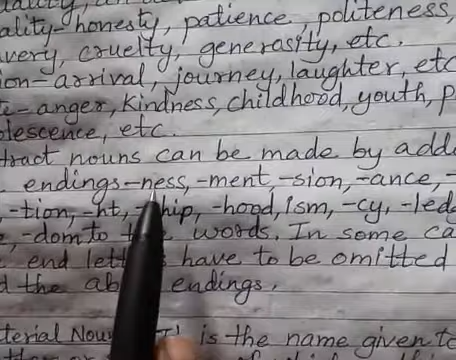 ality-honesty, patience, politeness,
avery, cruelty, generosity, etc.
ion-arrival, journey, laughter, etc
te-anger, kindness, childhood, youth, p
olescence, etc.
tract nouns can be made by add
endings-ness, -ment, -sion, -ance, -
-tion, -ht, -hip, -hood, ism, -cy, -led
e, -dom to the words. In some ca
end lett s have to be omitted
d the ab endings.
terial Nou is the name given to